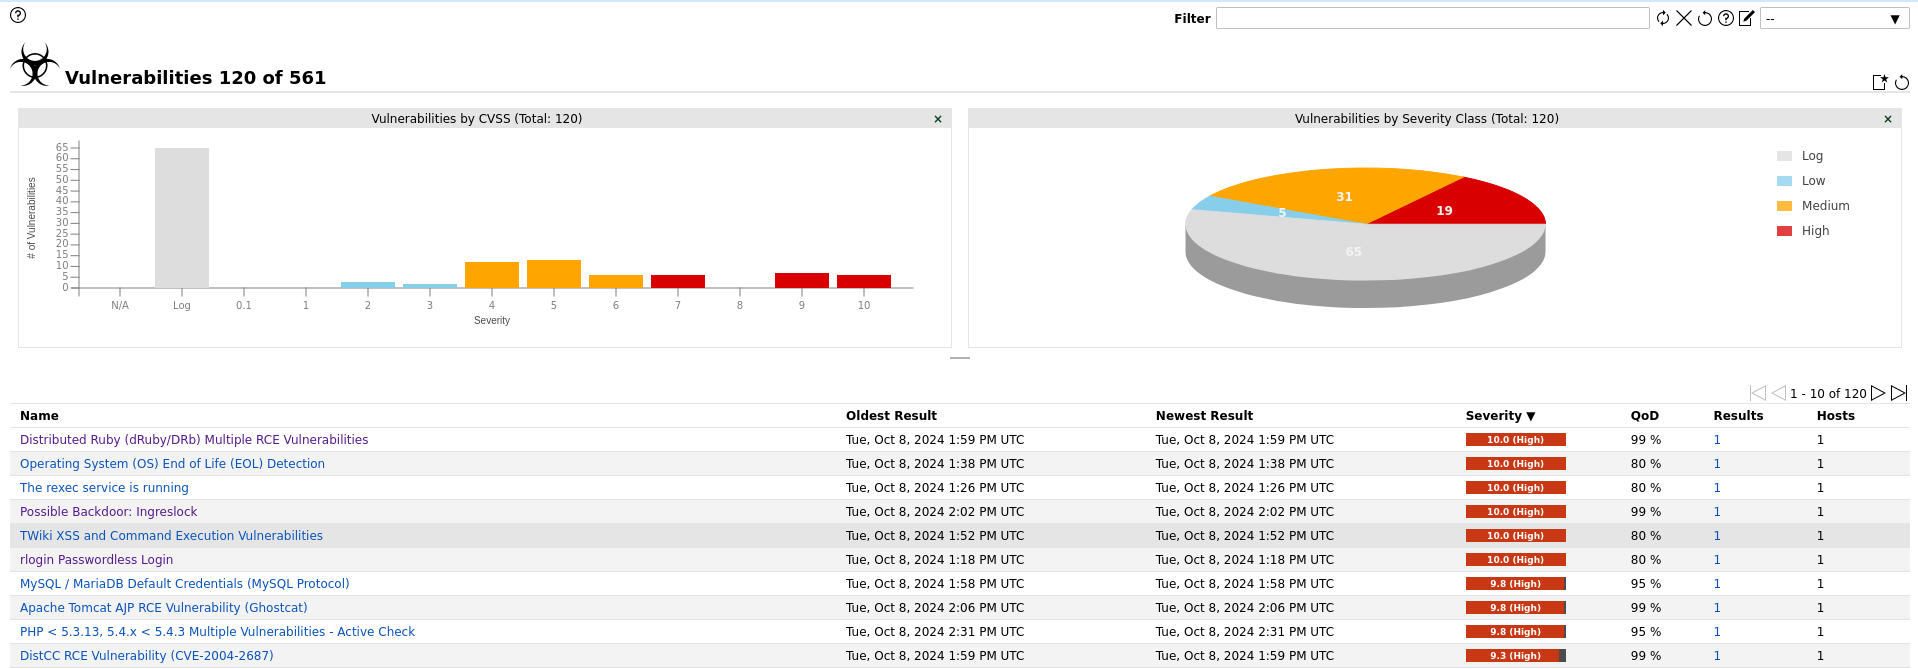 Filter --
Vulnerabilities 120 of 561
Vulnerabilities by CVSS (Total: 120) ×
# of Vulnerabilities
65
60
55
50
45
40
35
30
25
20
15
10
5
0
N/A Log 0.1 1 2 3 4 5 6 7 8 9 10
Severity
Vulnerabilities by Severity Class (Total: 120) ×
31
5
19
65
Log
Low
Medium
High
1 - 10 of 120
Name Oldest Result Newest Result Severity ▼ QoD Results Hosts
Distributed Ruby (dRuby/DRb) Multiple RCE Vulnerabilities Tue, Oct 8, 2024 1:59 PM UTC Tue, Oct 8, 2024 1:59 PM UTC 10.0 (High) 99 % 1 1
Operating System (OS) End of Life (EOL) Detection Tue, Oct 8, 2024 1:38 PM UTC Tue, Oct 8, 2024 1:38 PM UTC 10.0 (High) 80 % 1 1
The rexec service is running Tue, Oct 8, 2024 1:26 PM UTC Tue, Oct 8, 2024 1:26 PM UTC 10.0 (High) 80 % 1 1
Possible Backdoor: Ingreslock Tue, Oct 8, 2024 2:02 PM UTC Tue, Oct 8, 2024 2:02 PM UTC 10.0 (High) 99 % 1 1
TWiki XSS and Command Execution Vulnerabilities Tue, Oct 8, 2024 1:52 PM UTC Tue, Oct 8, 2024 1:52 PM UTC 10.0 (High) 80 % 1 1
rlogin Passwordless Login Tue, Oct 8, 2024 1:18 PM UTC Tue, Oct 8, 2024 1:18 PM UTC 10.0 (High) 80 % 1 1
MySQL / MariaDB Default Credentials (MySQL Protocol) Tue, Oct 8, 2024 1:58 PM UTC Tue, Oct 8, 2024 1:58 PM UTC 9.8 (High) 95 % 1 1
Apache Tomcat AJP RCE Vulnerability (Ghostcat) Tue, Oct 8, 2024 2:06 PM UTC Tue, Oct 8, 2024 2:06 PM UTC 9.8 (High) 99 % 1 1
PHP < 5.3.13, 5.4.x < 5.4.3 Multiple Vulnerabilities - Active Check Tue, Oct 8, 2024 2:31 PM UTC Tue, Oct 8, 2024 2:31 PM UTC 9.8 (High) 95 % 1 1
DistCC RCE Vulnerability (CVE-2004-2687) Tue, Oct 8, 2024 1:59 PM UTC Tue, Oct 8, 2024 1:59 PM UTC 9.3 (High) 99 % 1 1